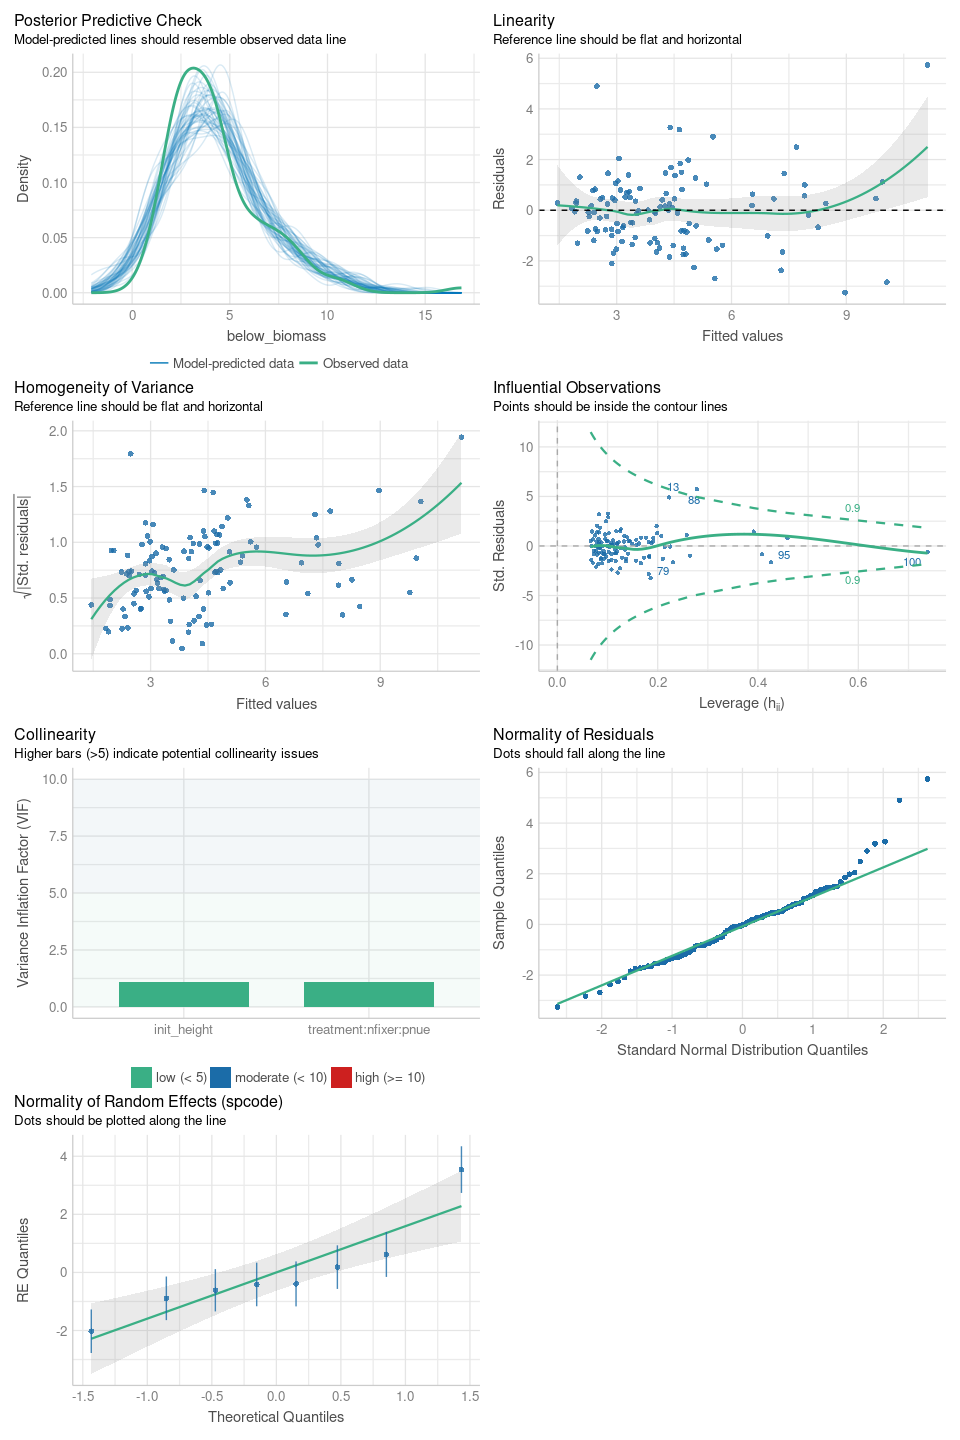 Posterior Predictive Check
Model-predicted lines should resemble observed data line
0.20
0.15
0.10
0.05
0.00
Density
0 5 10 15
below_biomass
Model-predicted data Observed data
Linearity
Reference line should be flat and horizontal
6
4
2
0
-2
Residuals
3 6 9
Fitted values
Homogeneity of Variance
Reference line should be flat and horizontal
2.0
1.5
1.0
0.5
0.0
√|Std. residuals|
3 6 9
Fitted values
Influential Observations
Points should be inside the contour lines
10
5
0
-5
-10
Std. Residuals
13
88
0.9
95
79
100
0.9
0.0 0.2 0.4 0.6
Leverage (hii)
Collinearity
Higher bars (>5) indicate potential collinearity issues
10.0
7.5
5.0
2.5
0.0
Variance Inflation Factor (VIF)
init_height treatment:nfixer:pnue
low (< 5) moderate (< 10) high (>= 10)
Normality of Residuals
Dots should fall along the line
6
4
2
0
-2
Sample Quantiles
-2 -1 0 1 2
Standard Normal Distribution Quantiles
Normality of Random Effects (spcode)
Dots should be plotted along the line
4
2
0
-2
RE Quantiles
-1.5 -1.0 -0.5 0.0 0.5 1.0 1.5
Theoretical Quantiles